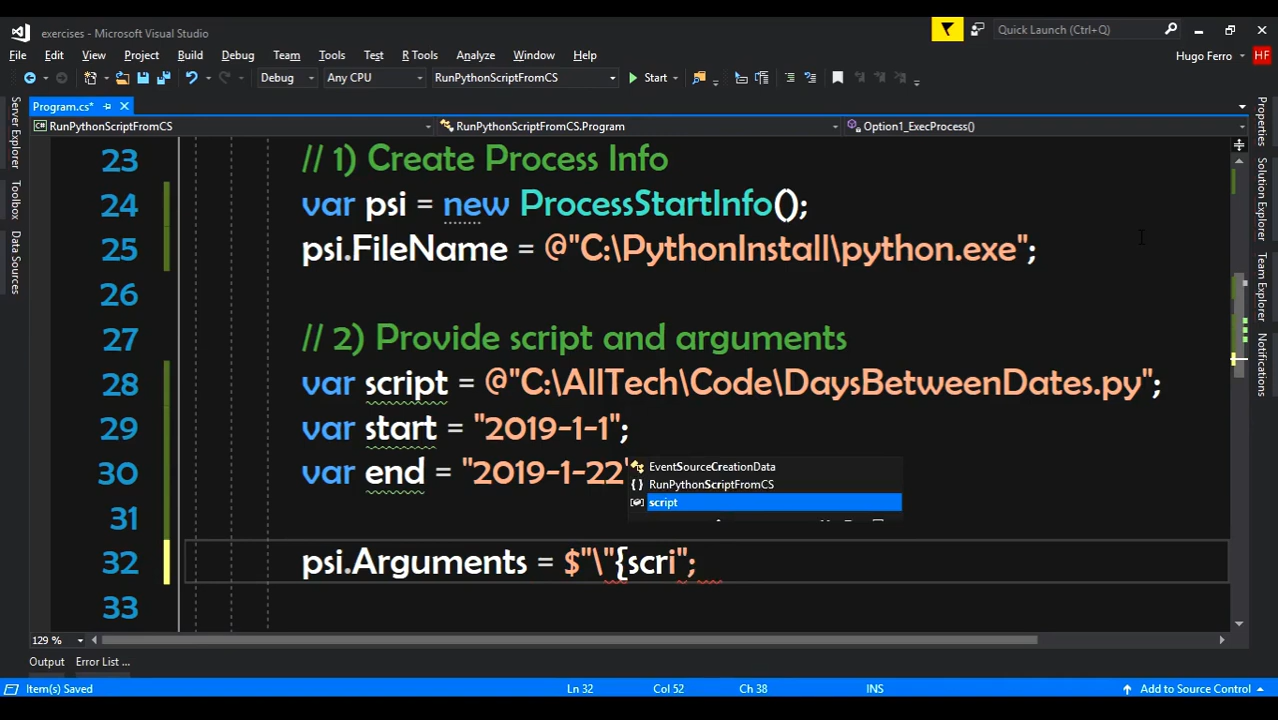 exercises - Microsoft Visual Studio
Quick Launch (Ctrl+Q)
File Edit View Project Build Debug Team Tools Test R Tools Analyze Window Help
Hugo Ferro HF
Debug Any CPU RunPythonScriptFromCS Start
Program.cs*
RunPythonScriptFromCS RunPythonScriptFromCS.Program Option1_ExecProcess()
Server Explorer
Toolbox
Data Sources
23 // 1) Create Process Info
24 var psi = new ProcessStartInfo();
25 psi.FileName = @"C:\PythonInstall\python.exe";
26
27 // 2) Provide script and arguments
28 var script = @"C:\AllTech\Code\DaysBetweenDates.py";
29 var start = "2019-1-1";
30 var end = "2019-1-22"
EventSourceCreationData
RunPythonScriptFromCS
script
31
32 psi.Arguments = $"\"{scri";
33
Properties
Solution Explorer
Team Explorer
Notifications
129 %
Output Error List ...
Item(s) Saved Ln 32 Col 52 Ch 38 INS Add to Source Control